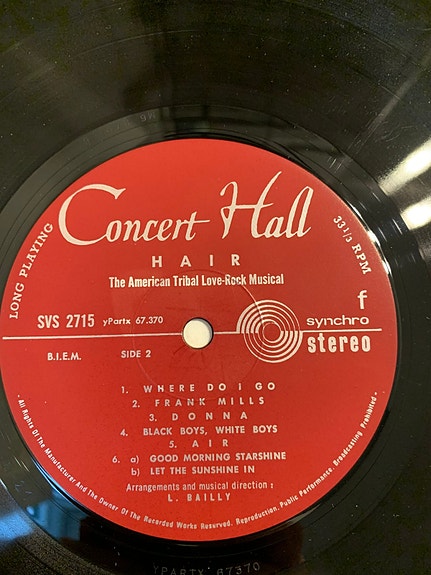 Concert Hall
LONG PLAYING
33 1/3 RPM
HAIR
The American Tribal Love-Rock Musical
SVS 2715 yPartx 67.370
f
synchro
stereo
B.I.E.M. SIDE 2
1. WHERE DO I GO
2. FRANK MILLS
3. DONNA
4. BLACK BOYS, WHITE BOYS
5. AIR
6. a) GOOD MORNING STARSHINE
b) LET THE SUNSHINE IN
Arrangements and musical direction :
L. BAILLY
- All Rights Of The Manufacturer And The Owner Of The Recorded Works Reserved. Reproduction. Public Performance. Broadcasting Prohibited -
YPARTX 67370